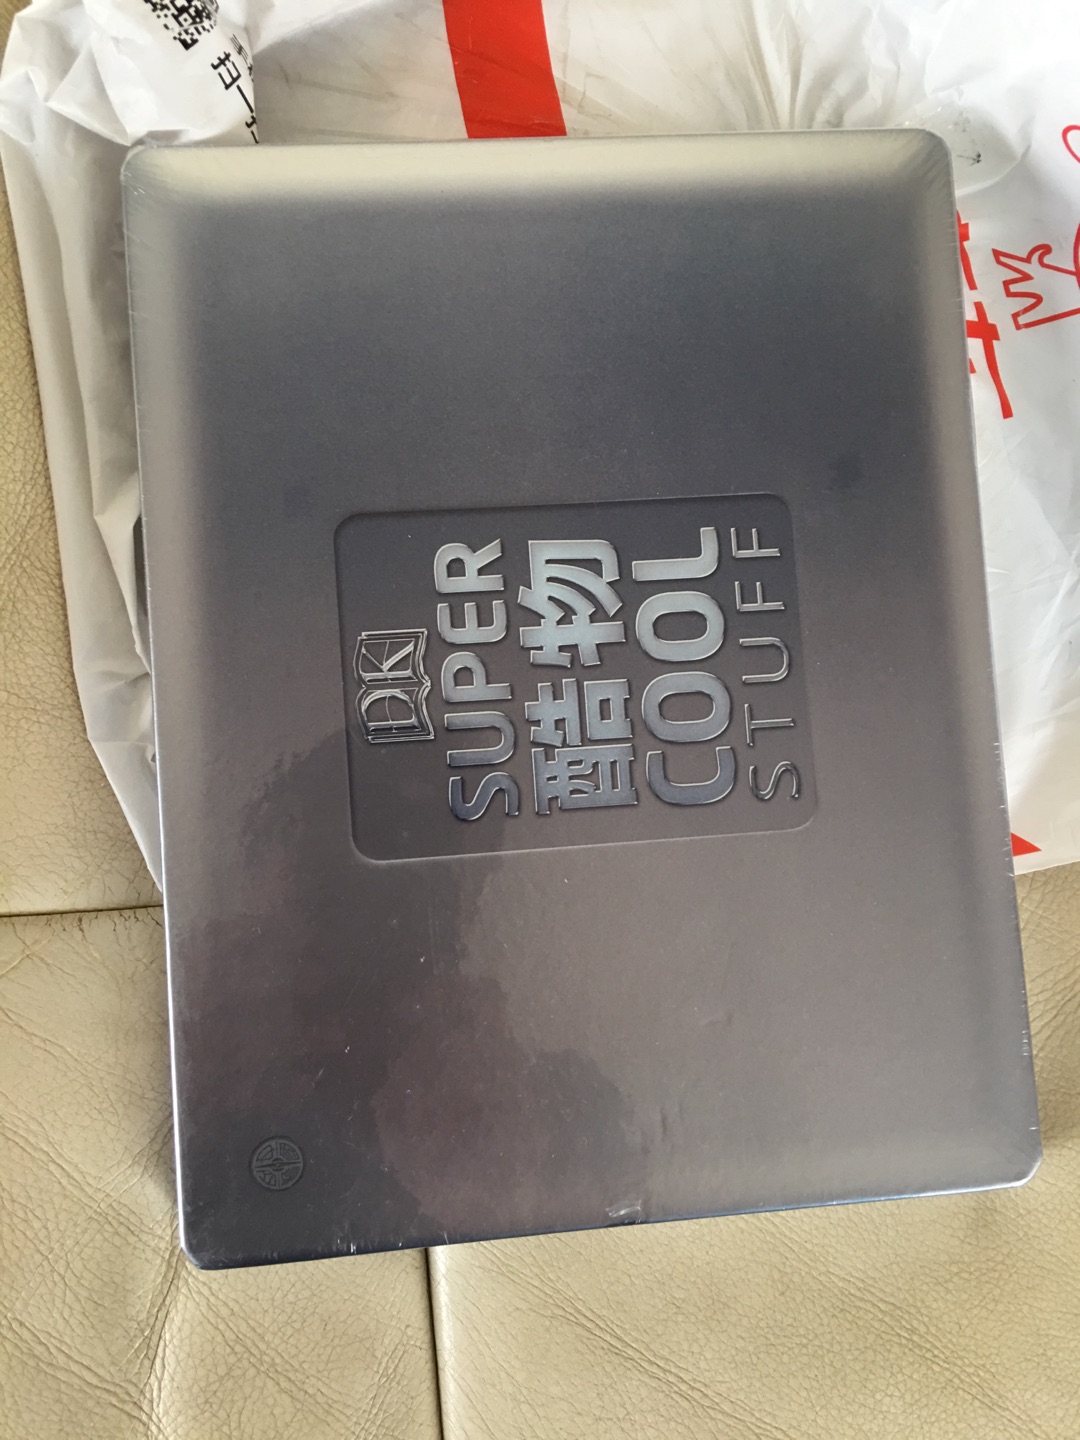 DK
SUPER
酷物
COOL
STUFF